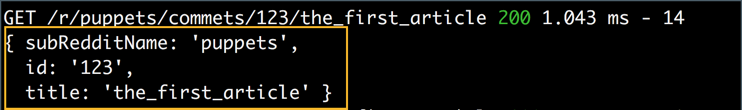 GET /r/puppets/commets/123/the_first_article 200 1.043 ms - 14
{ subRedditName: 'puppets',
id: '123',
title: 'the_first_article' }